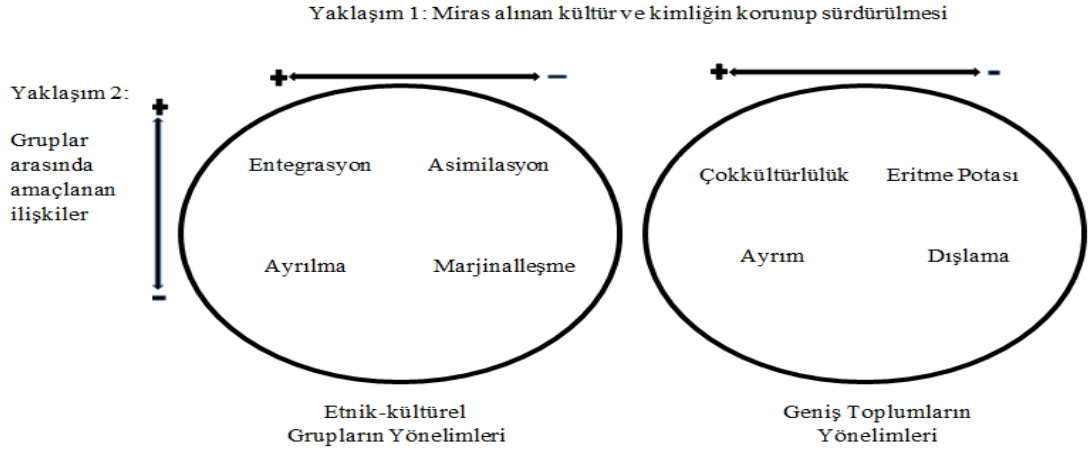 Yaklaşım 1: Miras alınan kültür ve kimliğin korunup sürdürülmesi
+ -
+ -
Yaklaşım 2:
+
Gruplar
arasında
amaçlanan
ilişkiler
-
Entegrasyon Asimilasyon
Ayrılma Marjinalleşme
Çokkültürlülük Eritme Potası
Ayrım Dışlama
Etnik-kültürel
Grupların Yönelimleri
Geniş Toplumların
Yönelimleri